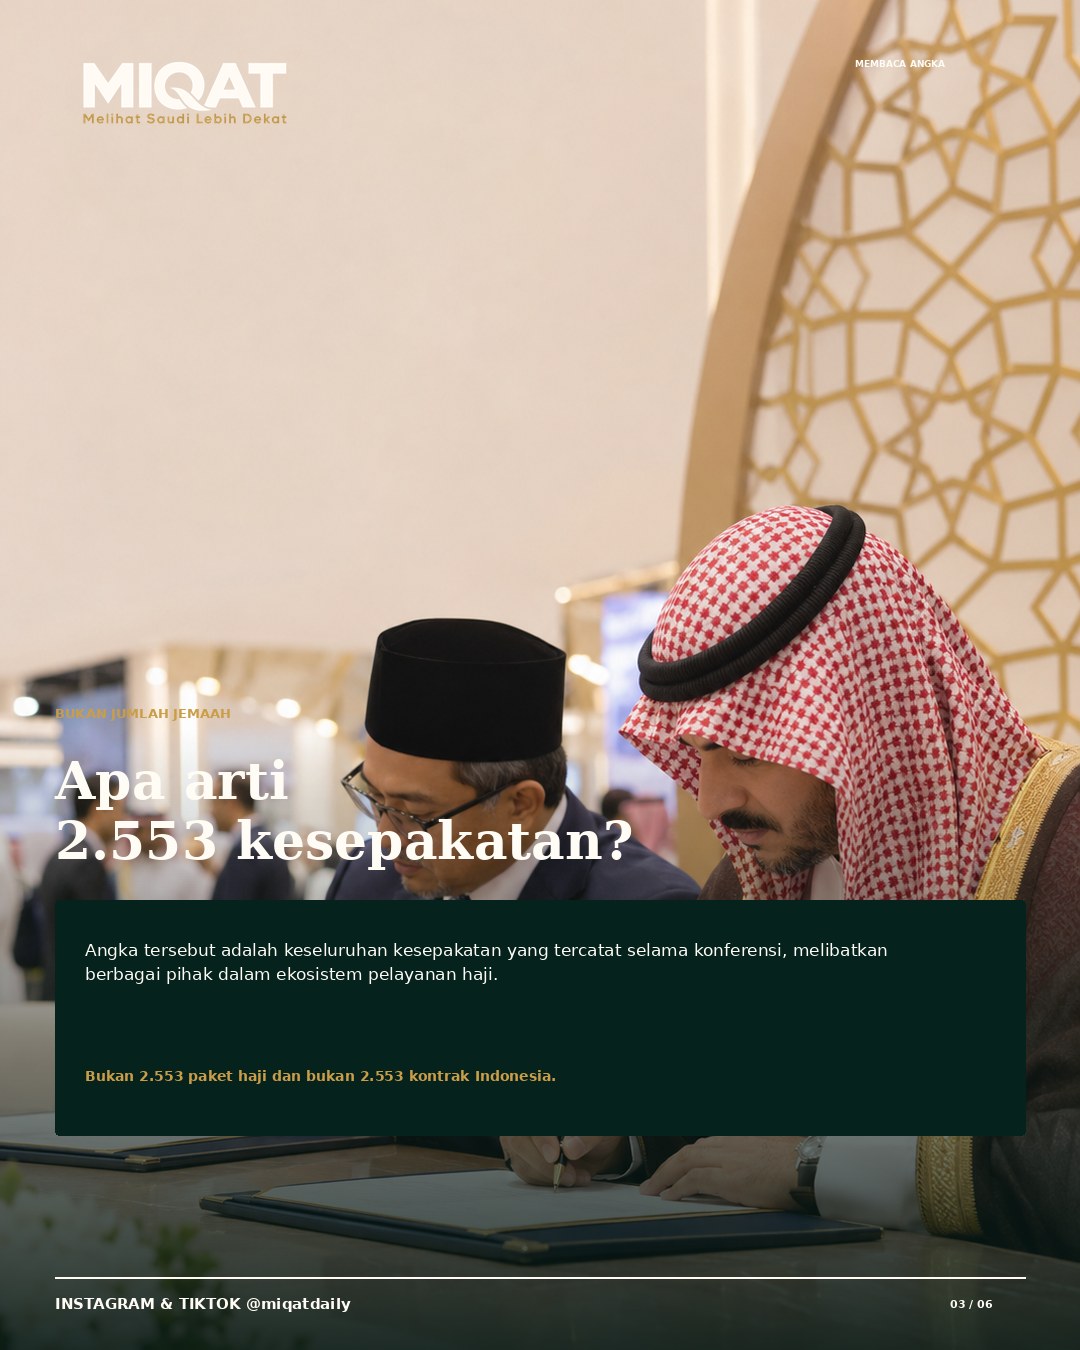 MIQAT
Melihat Saudi Lebih Dekat
MEMBACA ANGKA
BUKAN JUMLAH JEMAAH
Apa arti
2.553 kesepakatan?
Angka tersebut adalah keseluruhan kesepakatan yang tercatat selama konferensi, melibatkan
berbagai pihak dalam ekosistem pelayanan haji.
Bukan 2.553 paket haji dan bukan 2.553 kontrak Indonesia.
INSTAGRAM & TIKTOK @miqatdaily
03 / 06